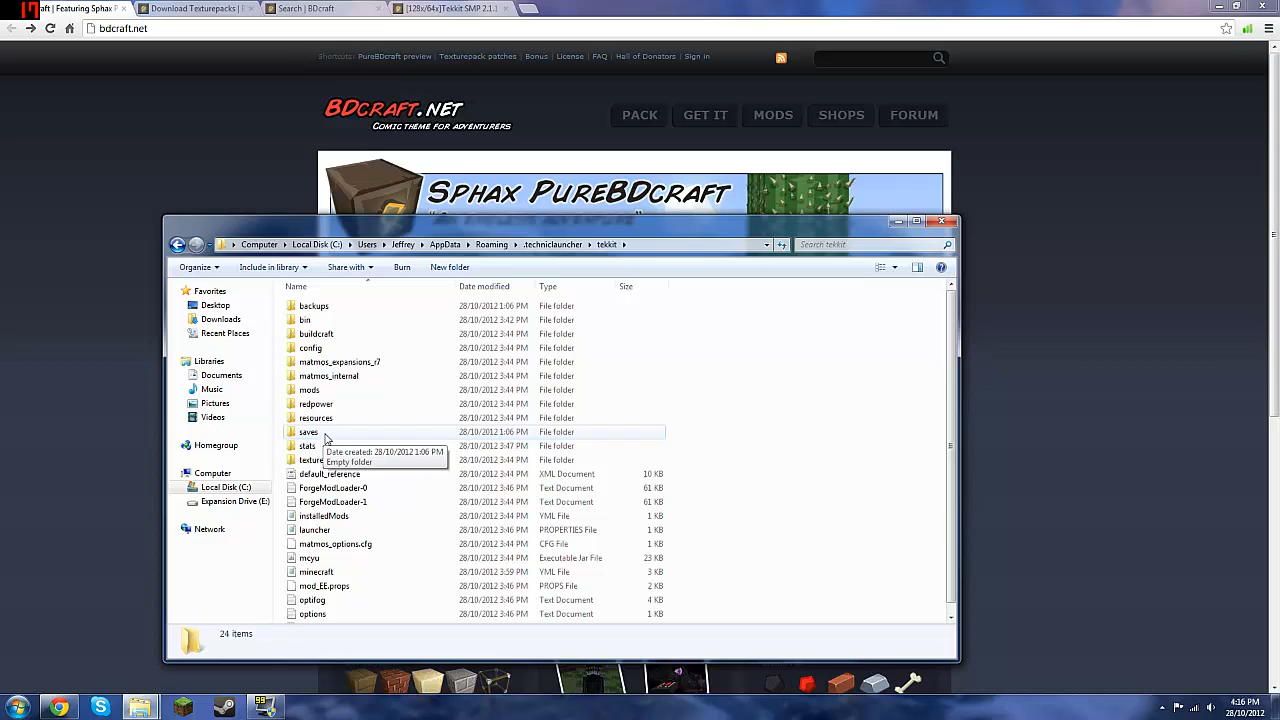 raft | Featuring Sphax P
Download Texturepacks |
Search | BDcraft
[128x/64x]Tekkit SMP 2.1.
17
bdcraft.net
Shortcuts: PureBDcraft preview | Texturepack patches | Bonus | License | FAQ | Hall of Donators | Sign in
BDCRAFT.NET
COMIC THEME FOR ADVENTURERS
PACK
GET IT
MODS
SHOPS
FORUM
SPHAX PUREBDCRAFT
Computer ▸ Local Disk (C:) ▸ Users ▸ Jeffrey ▸ AppData ▸ Roaming ▸ .techniclauncher ▸ tekkit ▸
Search tekkit
Organize Include in library Share with Burn New folder
Name Date modified Type Size
Favorites
Desktop
Downloads
Recent Places
Libraries
Documents
Music
Pictures
Videos
Homegroup
Computer
Local Disk (C:)
Expansion Drive (E:)
Network
backups 28/10/2012 1:06 PM File folder
bin 28/10/2012 3:42 PM File folder
buildcraft 28/10/2012 3:44 PM File folder
config 28/10/2012 3:44 PM File folder
matmos_expansions_r7 28/10/2012 3:44 PM File folder
matmos_internal 28/10/2012 3:44 PM File folder
mods 28/10/2012 3:44 PM File folder
redpower 28/10/2012 3:44 PM File folder
resources 28/10/2012 3:44 PM File folder
saves 28/10/2012 1:06 PM File folder
stats 28/10/2012 3:47 PM File folder
texture 28/10/2012 3:44 PM File folder
Date created: 28/10/2012 1:06 PM
Empty folder
default_reference 28/10/2012 3:44 PM XML Document 10 KB
ForgeModLoader-0 28/10/2012 3:46 PM Text Document 61 KB
ForgeModLoader-1 28/10/2012 3:44 PM Text Document 61 KB
installedMods 28/10/2012 3:44 PM YML File 1 KB
launcher 28/10/2012 3:46 PM PROPERTIES File 1 KB
matmos_options.cfg 28/10/2012 3:44 PM CFG File 1 KB
mcyu 28/10/2012 3:44 PM Executable Jar File 23 KB
minecraft 28/10/2012 3:59 PM YML File 3 KB
mod_EE.props 28/10/2012 3:46 PM PROPS File 2 KB
optifog 28/10/2012 3:46 PM Text Document 4 KB
options 28/10/2012 3:46 PM Text Document 1 KB
24 items
99
4:16 PM
28/10/2012